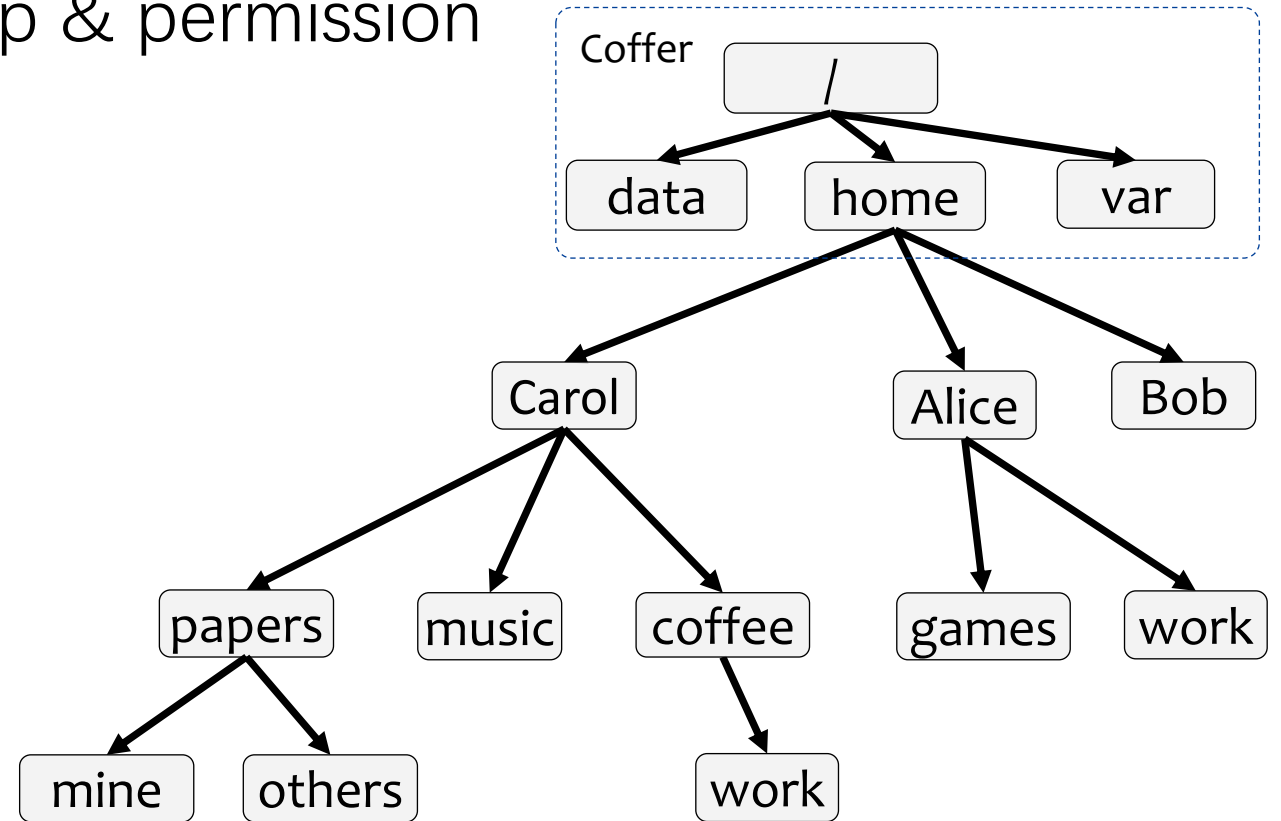 p & permission
Coffer
/
data
home
var
Carol
Alice
Bob
papers
music
coffee
games
work
mine
others
work